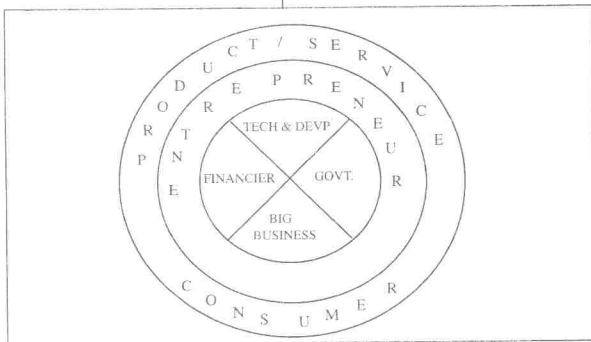 PRODUCT / SERVICE
ENTREPRENEUR
TECH & DEVP
FINANCIER
GOVT.
BIG
BUSINESS
CONSUMER